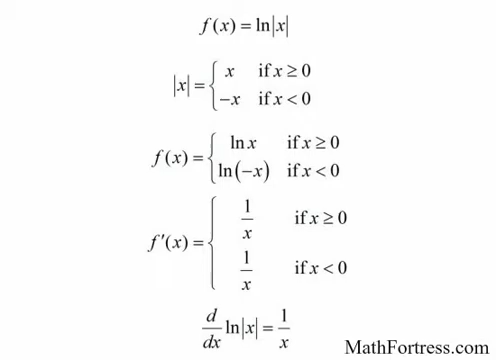 f(x) = ln|x|
|x| = { x if x ≥ 0
−x if x < 0
f(x) = { ln x if x ≥ 0
ln(−x) if x < 0
f′(x) = { 1/x if x ≥ 0
1/x if x < 0
d/dx ln|x| = 1/x
MathFortress.com